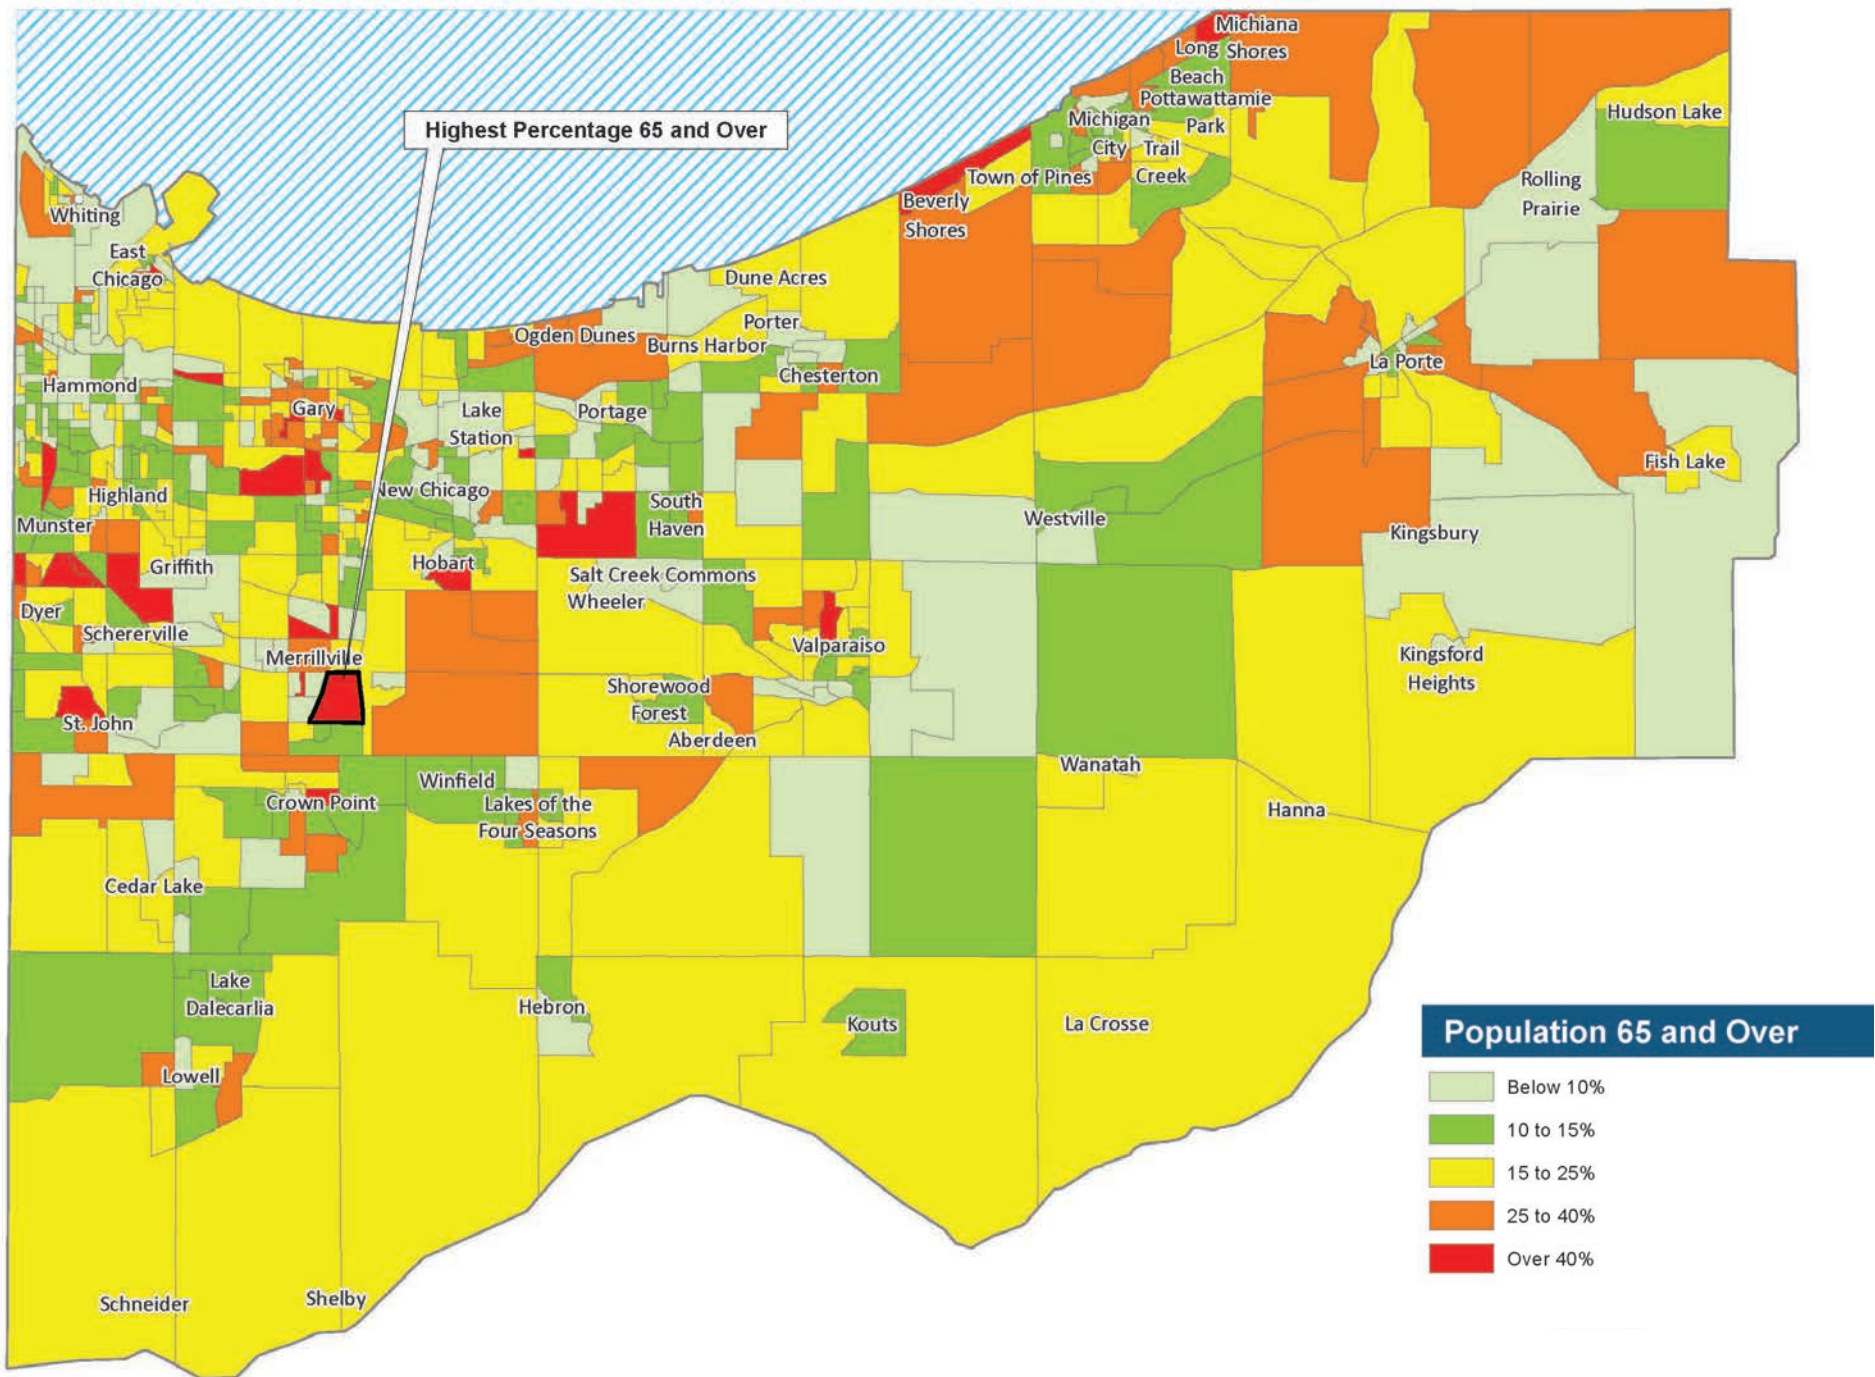 Michiana
Shores
Long
Beach
Pottawattamie
Park
Michigan
City
Trail
Creek
Hudson Lake
Highest Percentage 65 and Over
Town of Pines
Rolling
Prairie
Beverly
Shores
Whiting
East
Chicago
Dune Acres
Porter
Ogden Dunes
Burns Harbor
La Porte
Chesterton
Hammond
Gary
Lake
Station
Portage
Fish Lake
New Chicago
Highland
South
Haven
Munster
Westville
Kingsbury
Griffith
Hobart
Salt Creek Commons
Wheeler
Dyer
Schererville
Valparaiso
Merrillville
Kingsford
Heights
Shorewood
Forest
St. John
Aberdeen
Wanatah
Winfield
Crown Point
Lakes of the
Four Seasons
Hanna
Cedar Lake
Lake
Dalecarlia
Hebron
Kouts
La Crosse
Lowell
Schneider
Shelby
Population 65 and Over
Below 10%
10 to 15%
15 to 25%
25 to 40%
Over 40%